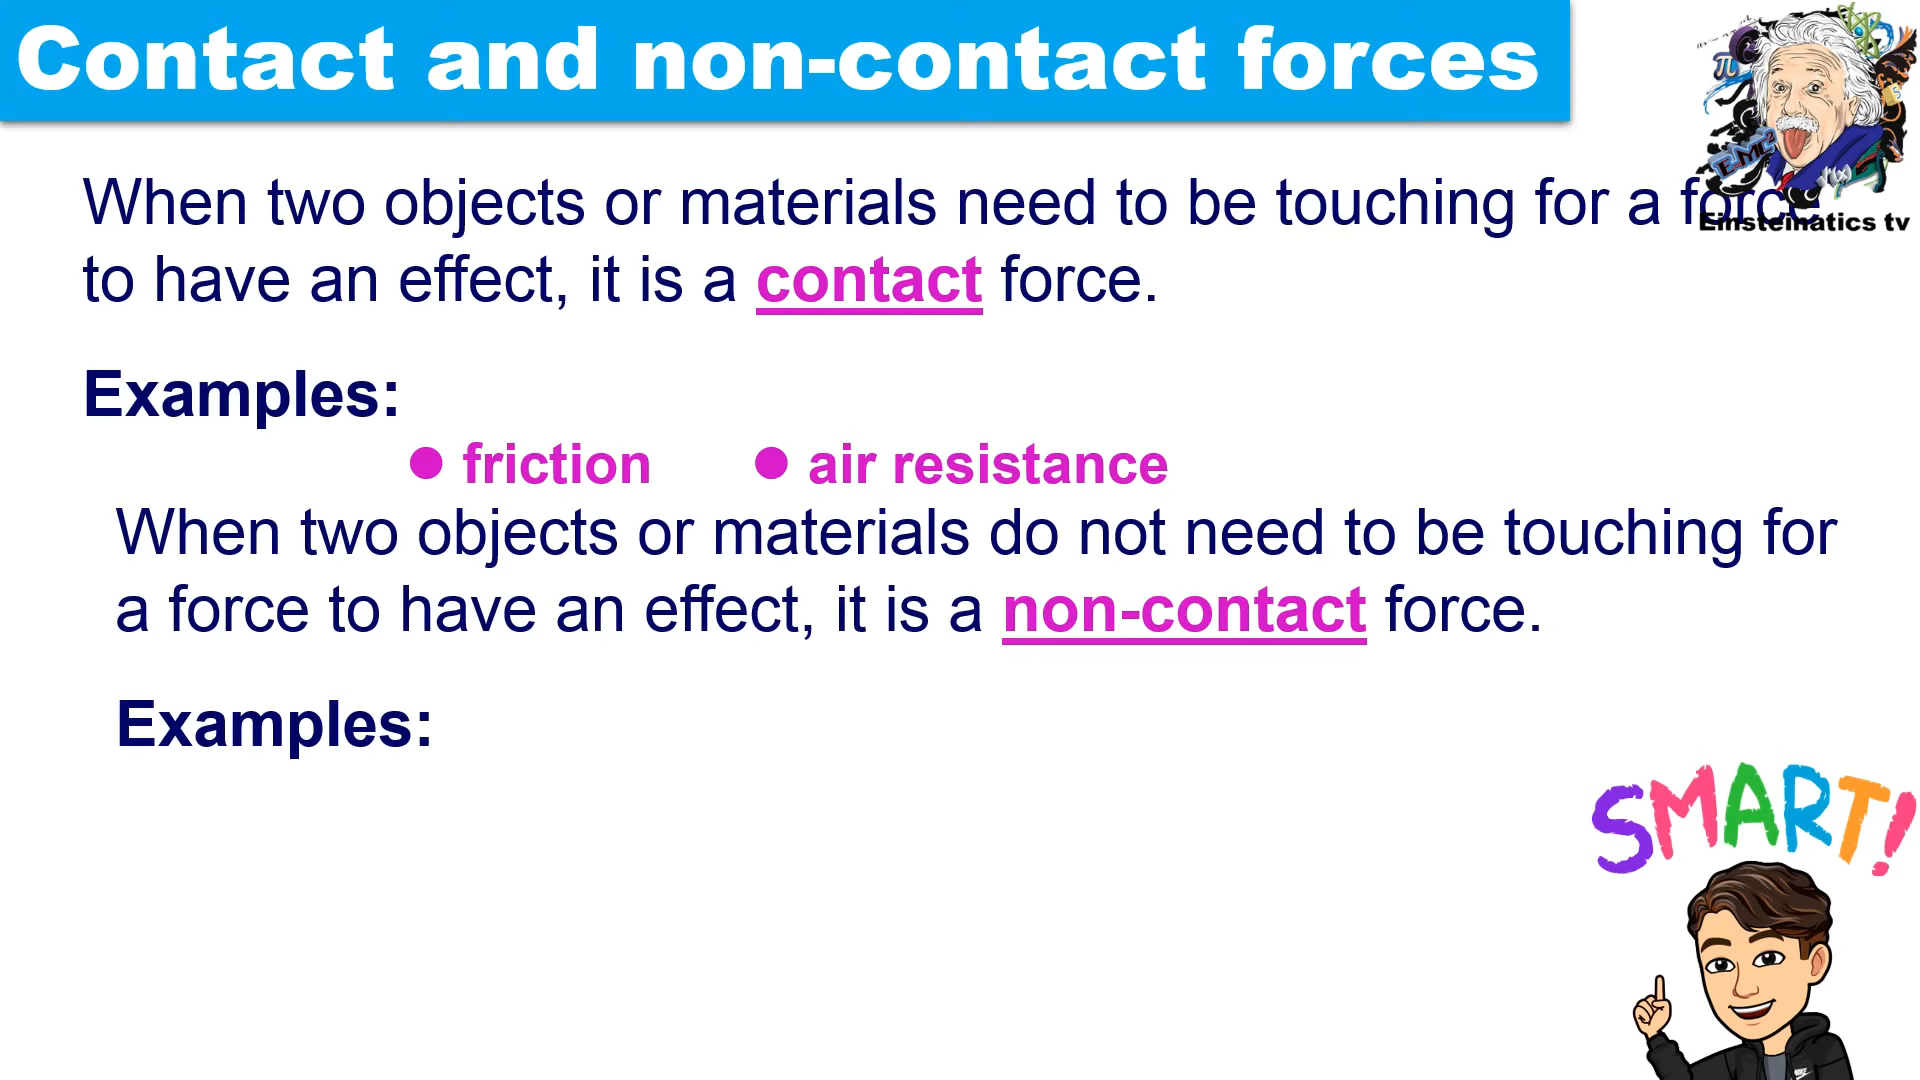 Contact and non-contact forces
When two objects or materials need to be touching for a force
to have an effect, it is a contact force.
Examples:
● friction ● air resistance
When two objects or materials do not need to be touching for
a force to have an effect, it is a non-contact force.
Examples:
π
E=MC²
f(x)
Einsteinatics tv
SMART!
NIKE